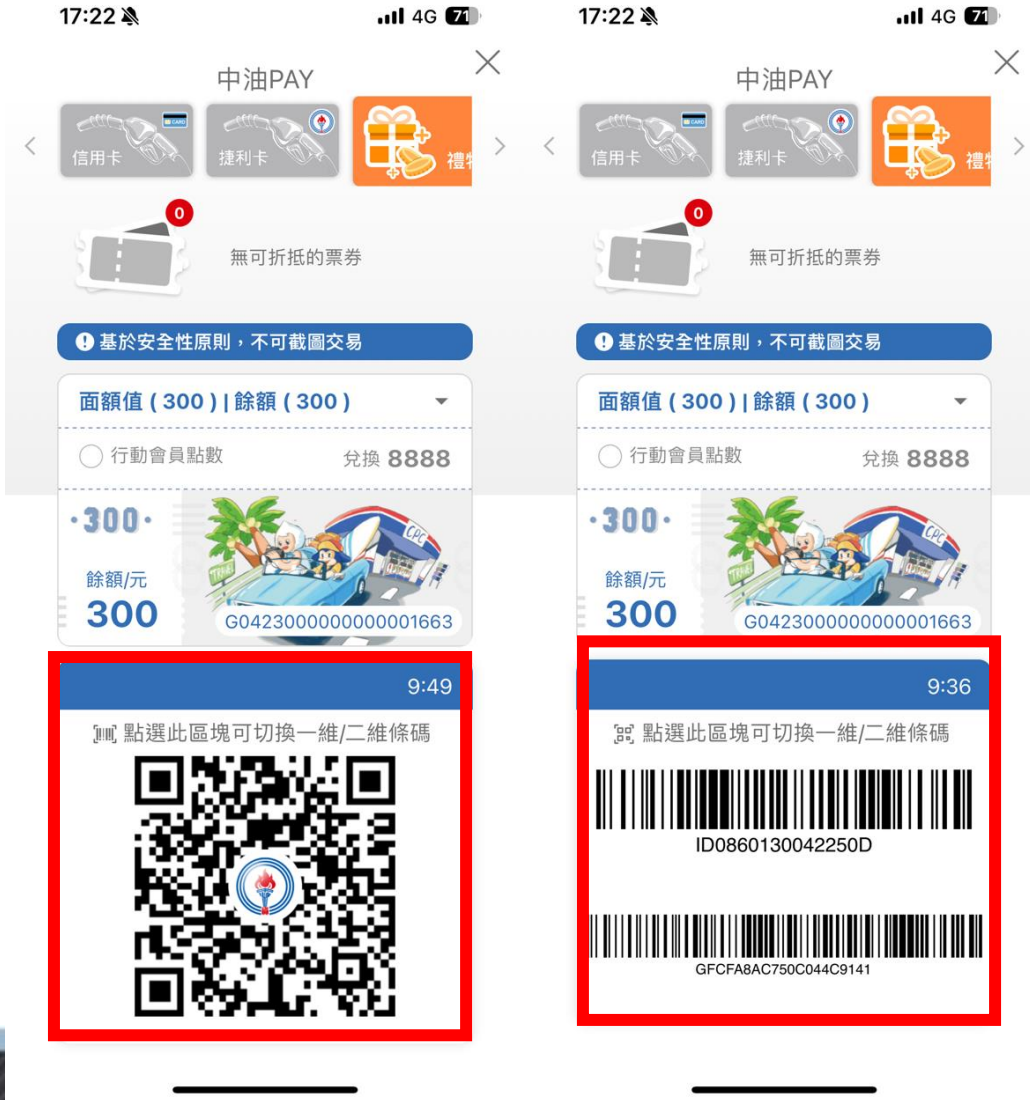 17:22
4G 71
中油PAY
信用卡
捷利卡
禮
0
無可折抵的票券
基於安全性原則，不可截圖交易
面額值 ( 300 ) | 餘額 ( 300 )
行動會員點數
兌換 8888
·300·
TRAVEL
CPC
餘額/元
300
G04230000000000001663
9:49
點選此區塊可切換一維/二維條碼
17:22
4G 71
中油PAY
信用卡
捷利卡
禮
0
無可折抵的票券
基於安全性原則，不可截圖交易
面額值 ( 300 ) | 餘額 ( 300 )
行動會員點數
兌換 8888
·300·
CPC
餘額/元
300
G04230000000000001663
9:36
點選此區塊可切換一維/二維條碼
ID0860130042250D
GFCFA8AC750C044C9141